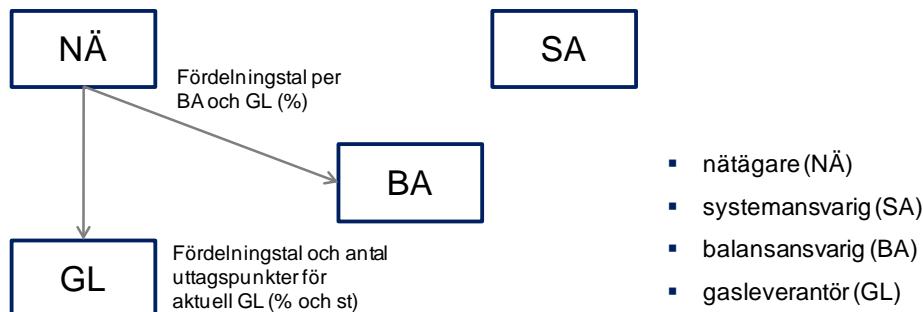 NÄ
SA
Fördelningstal per
BA och GL (%)
BA
GL
Fördelningstal och antal
uttagspunkter för
aktuell GL (% och st)
▪ nätägare (NÄ)
▪ systemansvarig (SA)
▪ balansansvarig (BA)
▪ gasleverantör (GL)